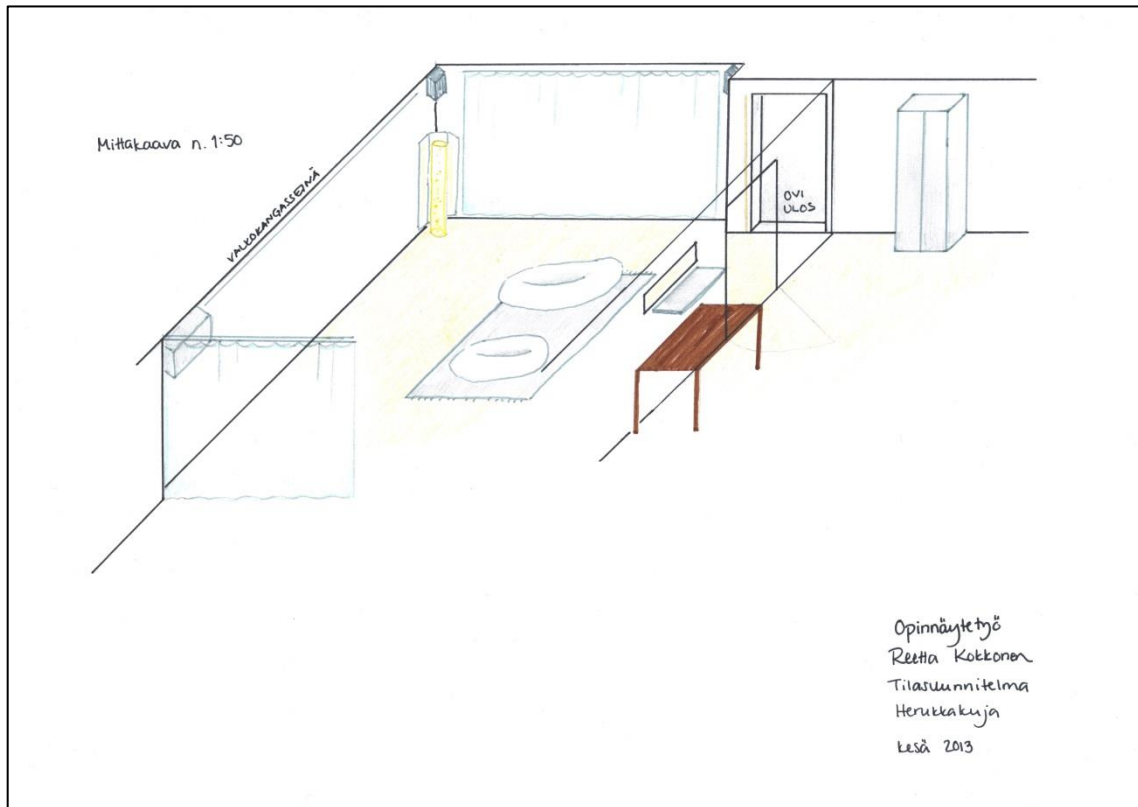 Mittakaava n. 1:50
VALKOKANGASSEINÄ
OVI
ULOS
Opinnäytetyö
Reetta Kokkonen
Tilasuunnitelma
Herukkakuja
kesä 2013